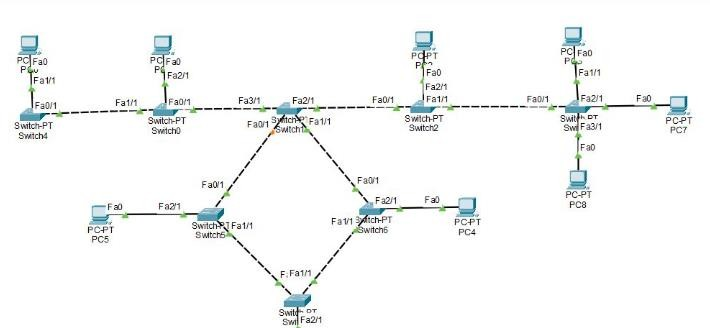 Fa0
Fa1/1
Fa0/1
Switch-PT
Switch4
Fa1/1
Fa0
Fa2/1
Fa0/1
Switch-PT
Switch0
Fa3/1
Fa2/1
Fa0/1
Fa1/1
Fa0/1
PC-PT
Fa0
Fa2/1
Fa1/1
Switch-PT
Switch2
Fa0/1
Fa0
Fa1/1
Fa2/1
Fa3/1
Fa0
PC-PT
PC7
Fa0
PC-PT
PC8
Fa0
PC-PT
PC5
Fa2/1
Fa0/1
Fa1/1
Fa0/1
Fa2/1
Fa1/1
Switch6
Fa0
PC-PT
PC4
Fa1/1
Fa2/1